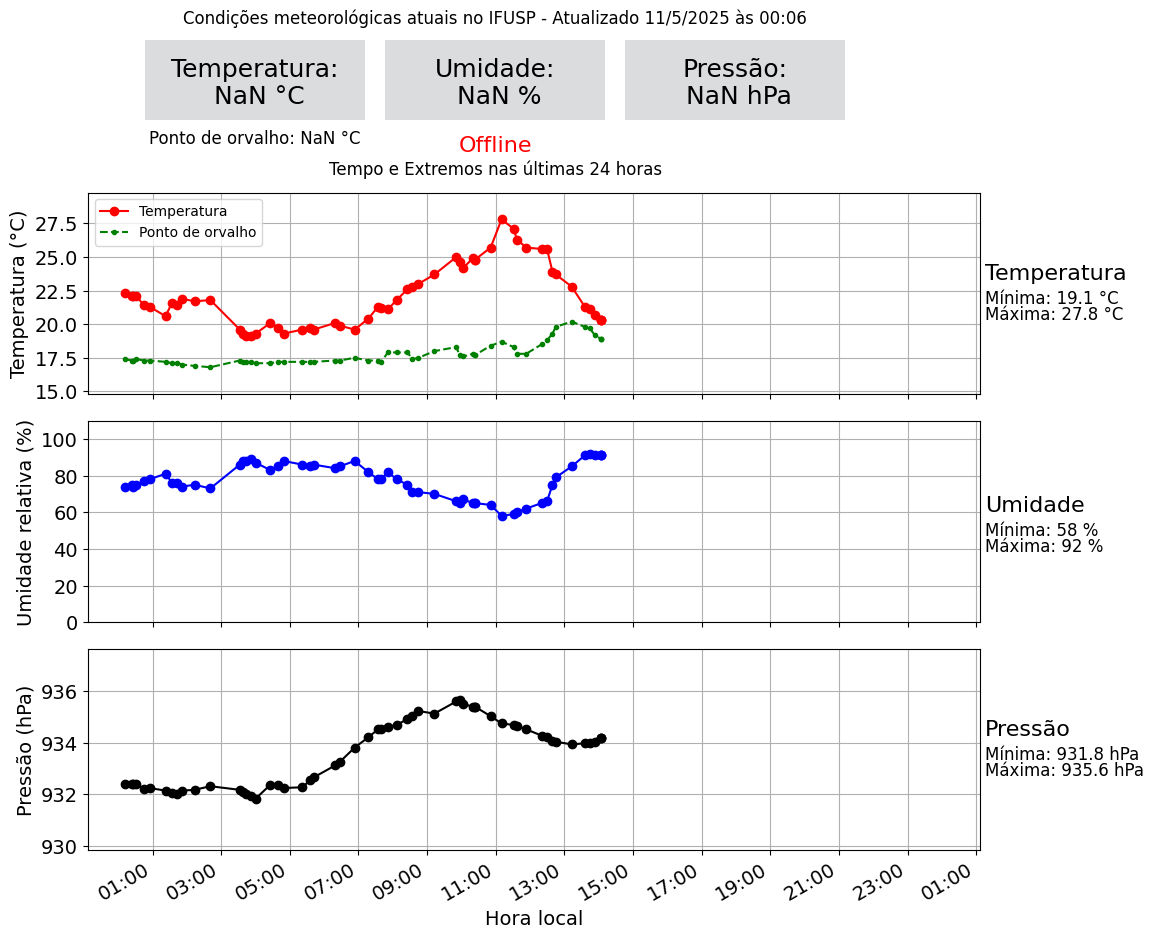 Condições meteorológicas atuais no IFUSP - Atualizado 11/5/2025 às 00:06
Temperatura:
NaN °C
Umidade:
NaN %
Pressão:
NaN hPa
Ponto de orvalho: NaN °C
Offline
Tempo e Extremos nas últimas 24 horas
Temperatura (°C)
27.5
25.0
22.5
20.0
17.5
15.0
Temperatura
Ponto de orvalho
Temperatura
Mínima: 19.1 °C
Máxima: 27.8 °C
Umidade relativa (%)
100
80
60
40
20
0
Umidade
Mínima: 58 %
Máxima: 92 %
Pressão (hPa)
936
934
932
930
Pressão
Mínima: 931.8 hPa
Máxima: 935.6 hPa
01:00
03:00
05:00
07:00
09:00
11:00
13:00
15:00
17:00
19:00
21:00
23:00
01:00
Hora local